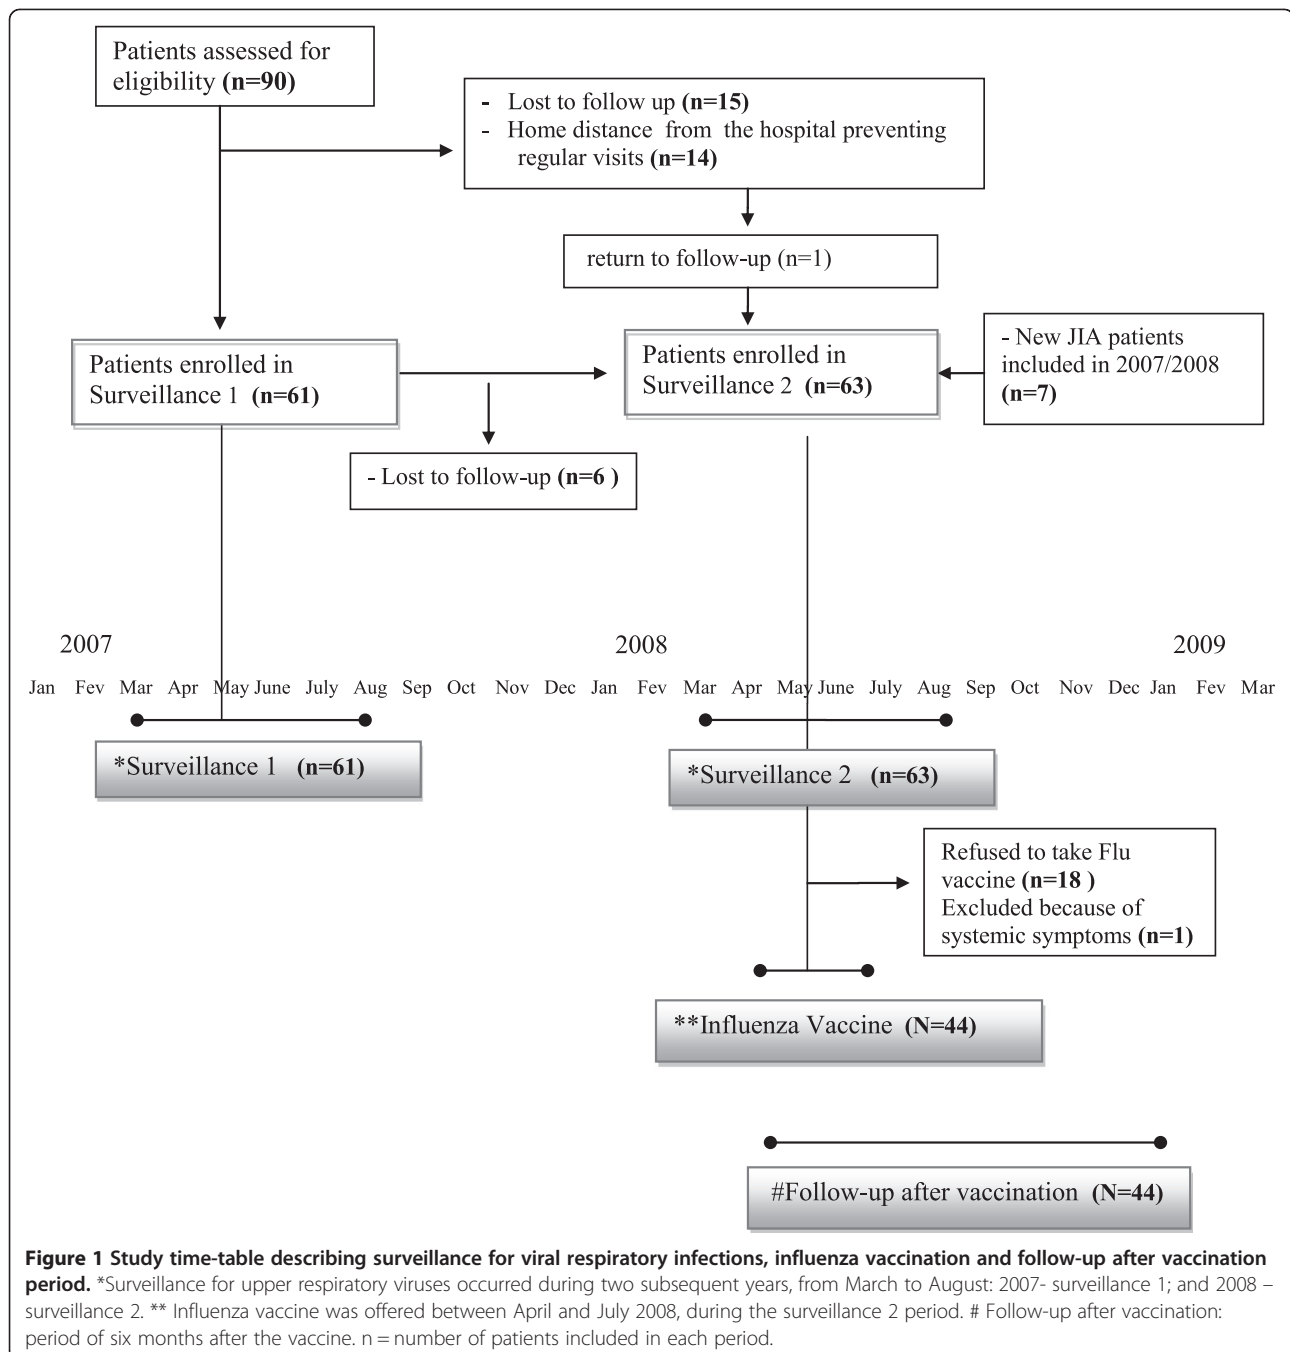 Patients assessed for
eligibility (n=90)
- Lost to follow up (n=15)
- Home distance from the hospital preventing
regular visits (n=14)
return to follow-up (n=1)
Patients enrolled in
Surveillance 1 (n=61)
Patients enrolled in
Surveillance 2 (n=63)
- New JIA patients
included in 2007/2008
(n=7)
- Lost to follow-up (n=6 )
2007 2008 2009
Jan Fev Mar Apr May June July Aug Sep Oct Nov Dec Jan Fev Mar Apr May June July Aug Sep Oct Nov Dec Jan Fev Mar
*Surveillance 1 (n=61)
*Surveillance 2 (n=63)
Refused to take Flu
vaccine (n=18 )
Excluded because of
systemic symptoms (n=1)
**Influenza Vaccine (N=44)
#Follow-up after vaccination (N=44)
Figure 1 Study time-table describing surveillance for viral respiratory infections, influenza vaccination and follow-up after vaccination
period. *Surveillance for upper respiratory viruses occurred during two subsequent years, from March to August: 2007- surveillance 1; and 2008 –
surveillance 2. ** Influenza vaccine was offered between April and July 2008, during the surveillance 2 period. # Follow-up after vaccination:
period of six months after the vaccine. n = number of patients included in each period.